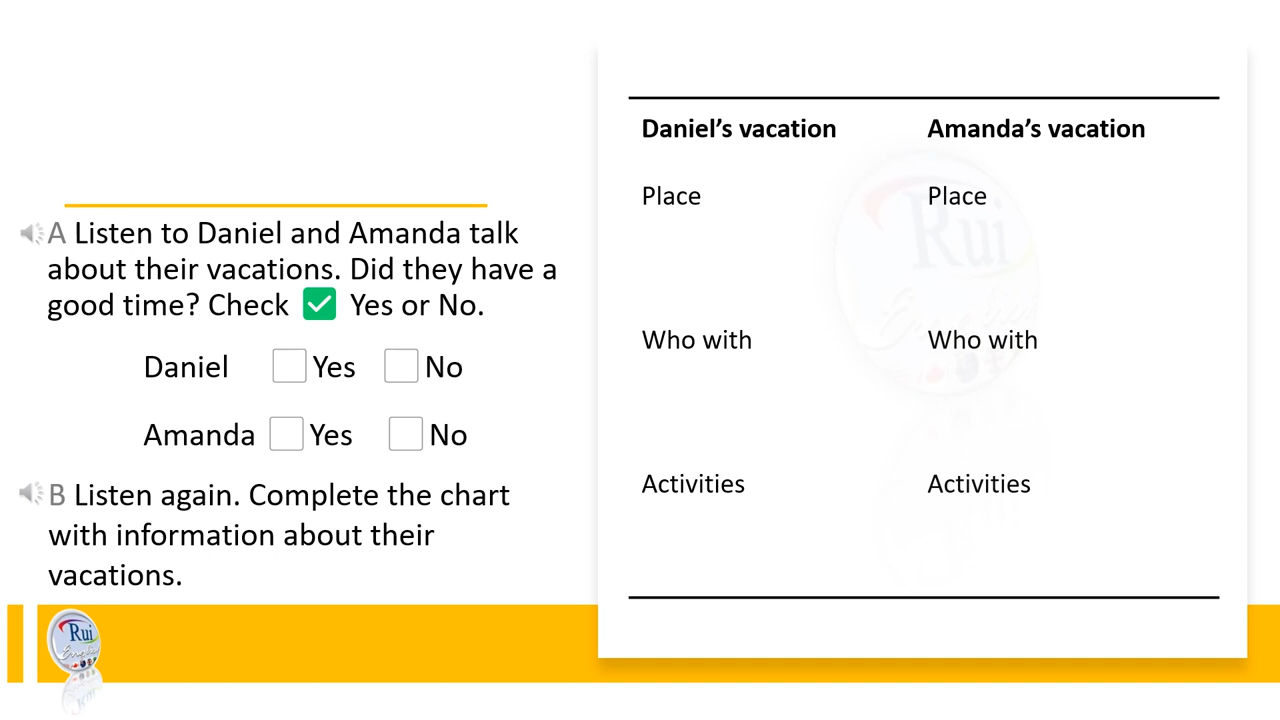 A Listen to Daniel and Amanda talk
about their vacations. Did they have a
good time? Check ✅ Yes or No.
Daniel Yes No
Amanda Yes No
B Listen again. Complete the chart
with information about their
vacations.
Daniel’s vacation Amanda’s vacation
Place Place
Who with Who with
Activities Activities
Rui
Rui